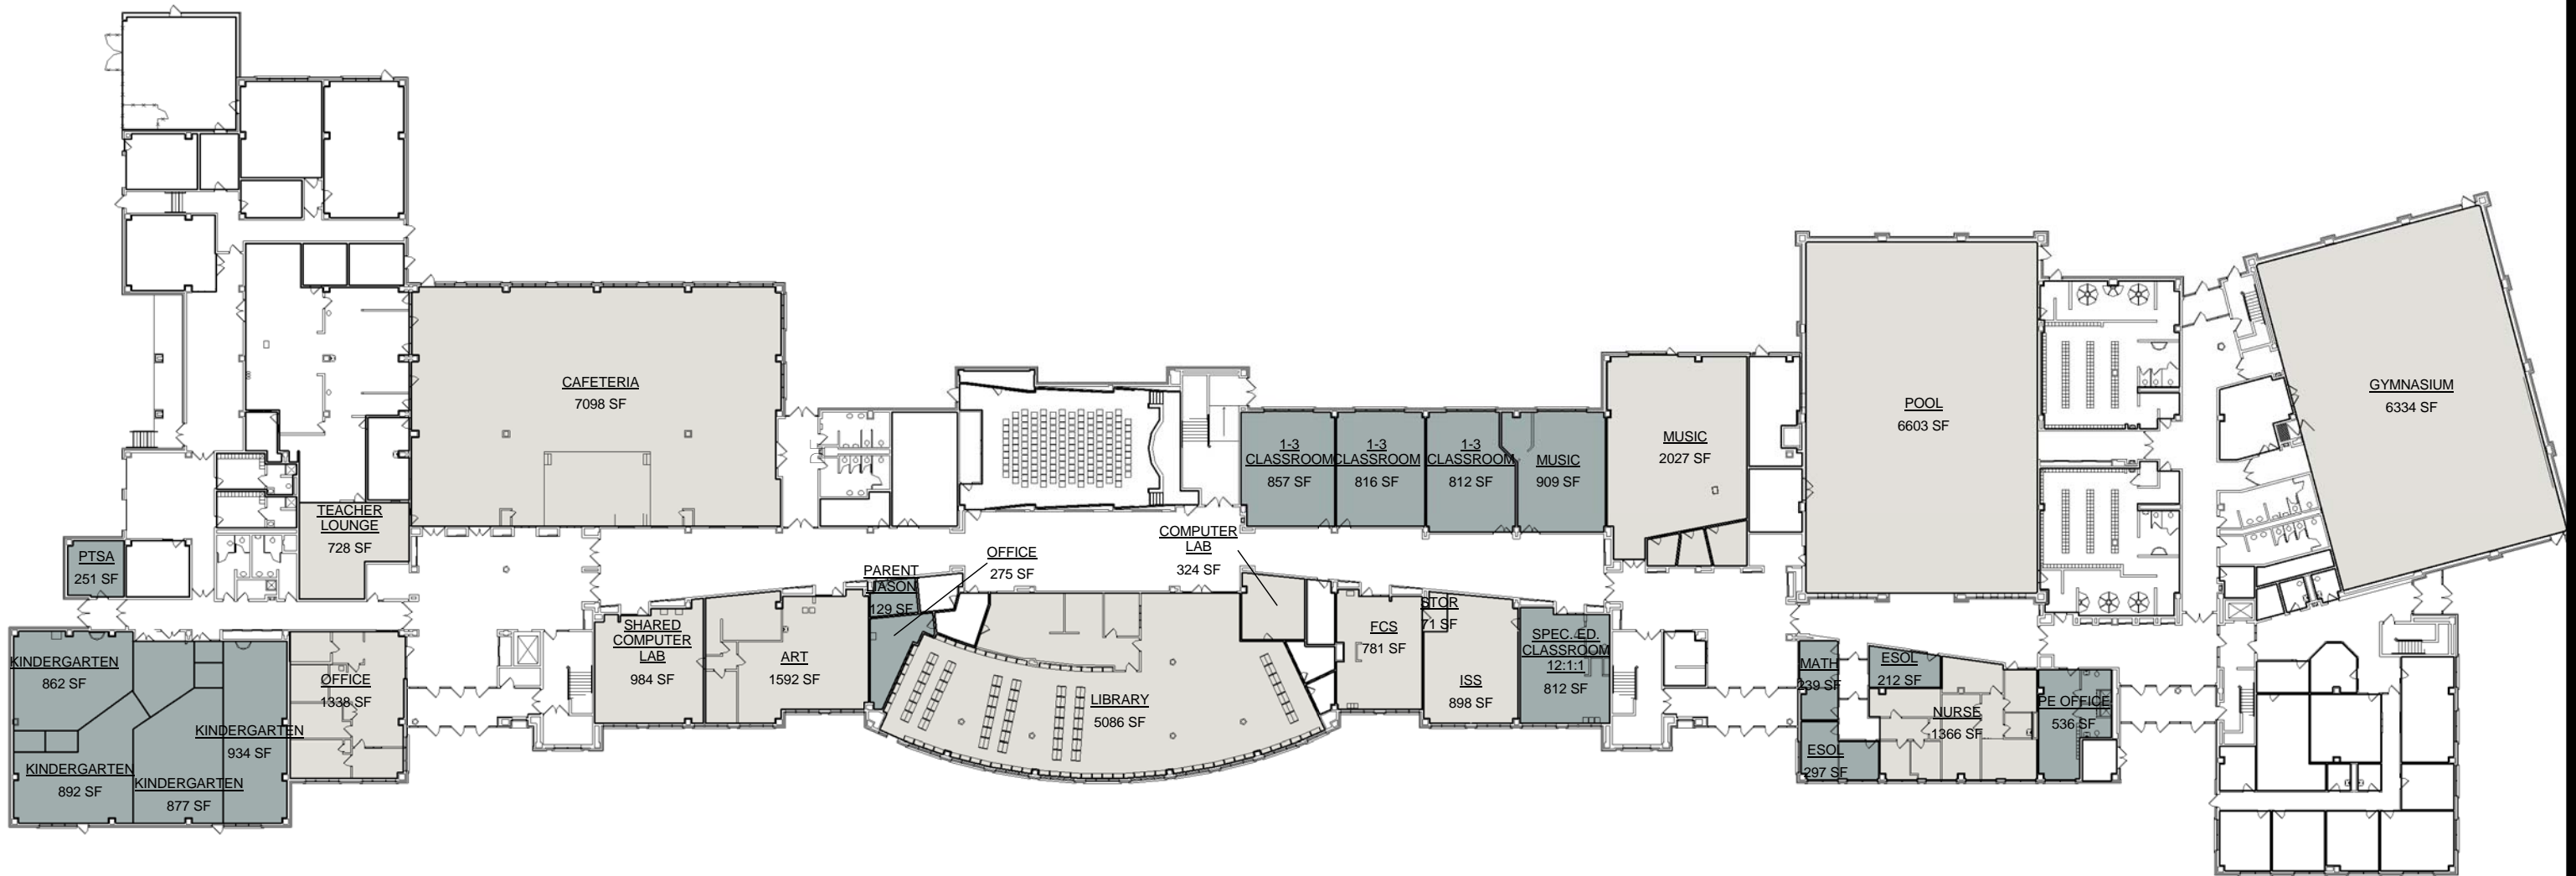 CAFETERIA
7098 SF
TEACHER
LOUNGE
728 SF
PTSA
251 SF
KINDERGARTEN
862 SF
KINDERGARTEN
934 SF
KINDERGARTEN
892 SF
KINDERGARTEN
877 SF
OFFICE
1338 SF
SHARED
COMPUTER
LAB
984 SF
ART
1592 SF
PARENT
LIASON
129 SF
OFFICE
275 SF
COMPUTER
LAB
324 SF
LIBRARY
5086 SF
1-3
CLASSROOM
857 SF
1-3
CLASSROOM
816 SF
1-3
CLASSROOM
812 SF
MUSIC
909 SF
MUSIC
2027 SF
FCS
781 SF
STOR
71 SF
ISS
898 SF
SPEC. ED.
CLASSROOM
12:1:1
812 SF
POOL
6603 SF
GYMNASIUM
6334 SF
MATH
239 SF
ESOL
212 SF
ESOL
297 SF
NURSE
1366 SF
PE OFFICE
536 SF